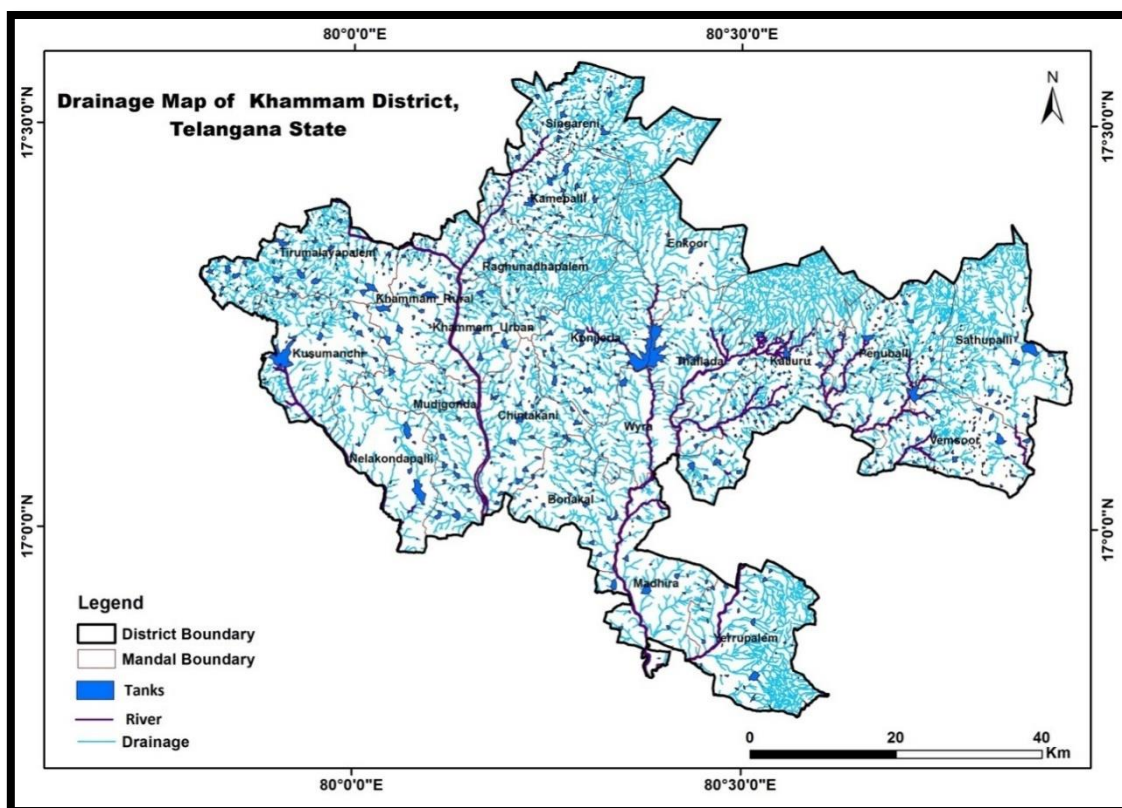 80°0'0"E
80°30'0"E
Drainage Map of Khammam District,
Telangana State
N
17°30'0"N
17°30'0"N
Singareni
Kamepalli
Enkoor
Tirumalayapalem
Raghunadhapalem
Khammam_Rural
Khammam_Urban
Konijerla
Sathupalli
Kusumanchi
Thallada
Kalluru
Penuballi
Mudigonda
Chintakani
Wyra
Vemsoor
Nelakondapalli
Bonakal
17°0'0"N
17°0'0"N
Madhira
Yerrupalem
Legend
District Boundary
Mandal Boundary
Tanks
River
Drainage
0 20 40
Km
80°0'0"E
80°30'0"E